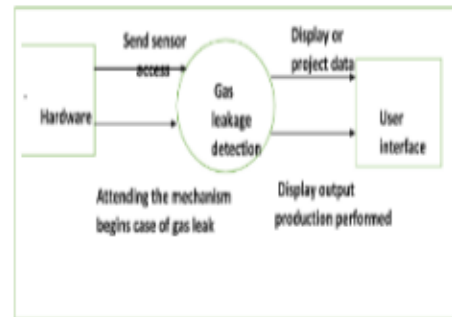 Send sensor
access
Display or
project data
Hardware
Gas
leakage
detection
User
interface
Attending the mechanism
begins case of gas leak
Display output
production performed